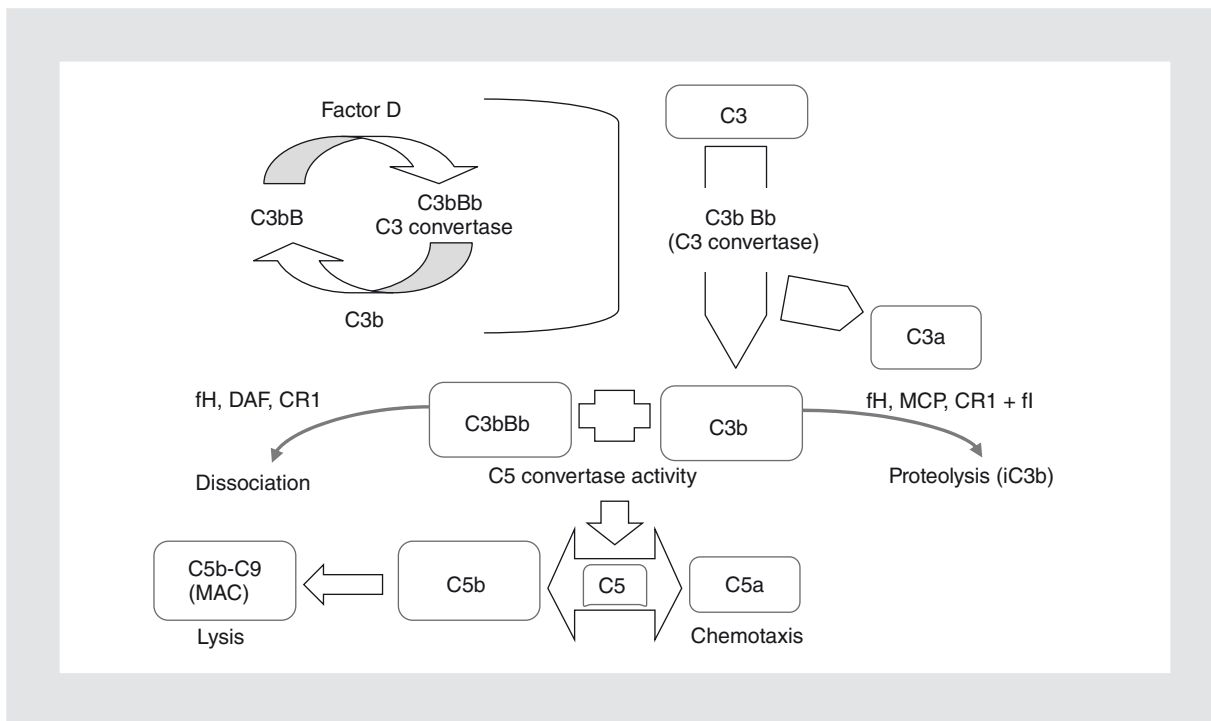 Factor D
C3bB
C3bBb
C3 convertase
C3b
C3
C3b Bb
(C3 convertase)
C3a
fH, DAF, CR1
C3bBb
C3b
fH, MCP, CR1 + fI
Dissociation
C5 convertase activity
Proteolysis (iC3b)
C5b-C9
(MAC)
C5b
C5
C5a
Lysis
Chemotaxis